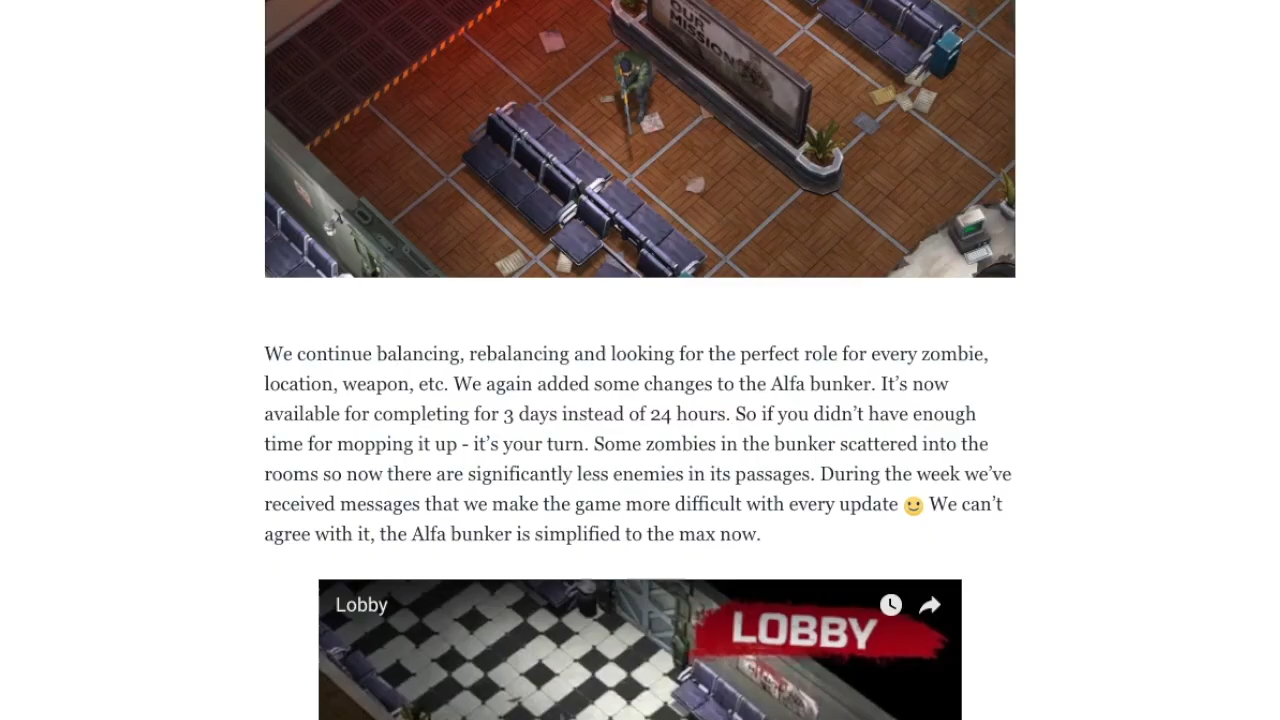 OUR
MISSION
We continue balancing, rebalancing and looking for the perfect role for every zombie,
location, weapon, etc. We again added some changes to the Alfa bunker. It’s now
available for completing for 3 days instead of 24 hours. So if you didn’t have enough
time for mopping it up - it’s your turn. Some zombies in the bunker scattered into the
rooms so now there are significantly less enemies in its passages. During the week we’ve
received messages that we make the game more difficult with every update 🙂 We can’t
agree with it, the Alfa bunker is simplified to the max now.
Lobby
LOBBY